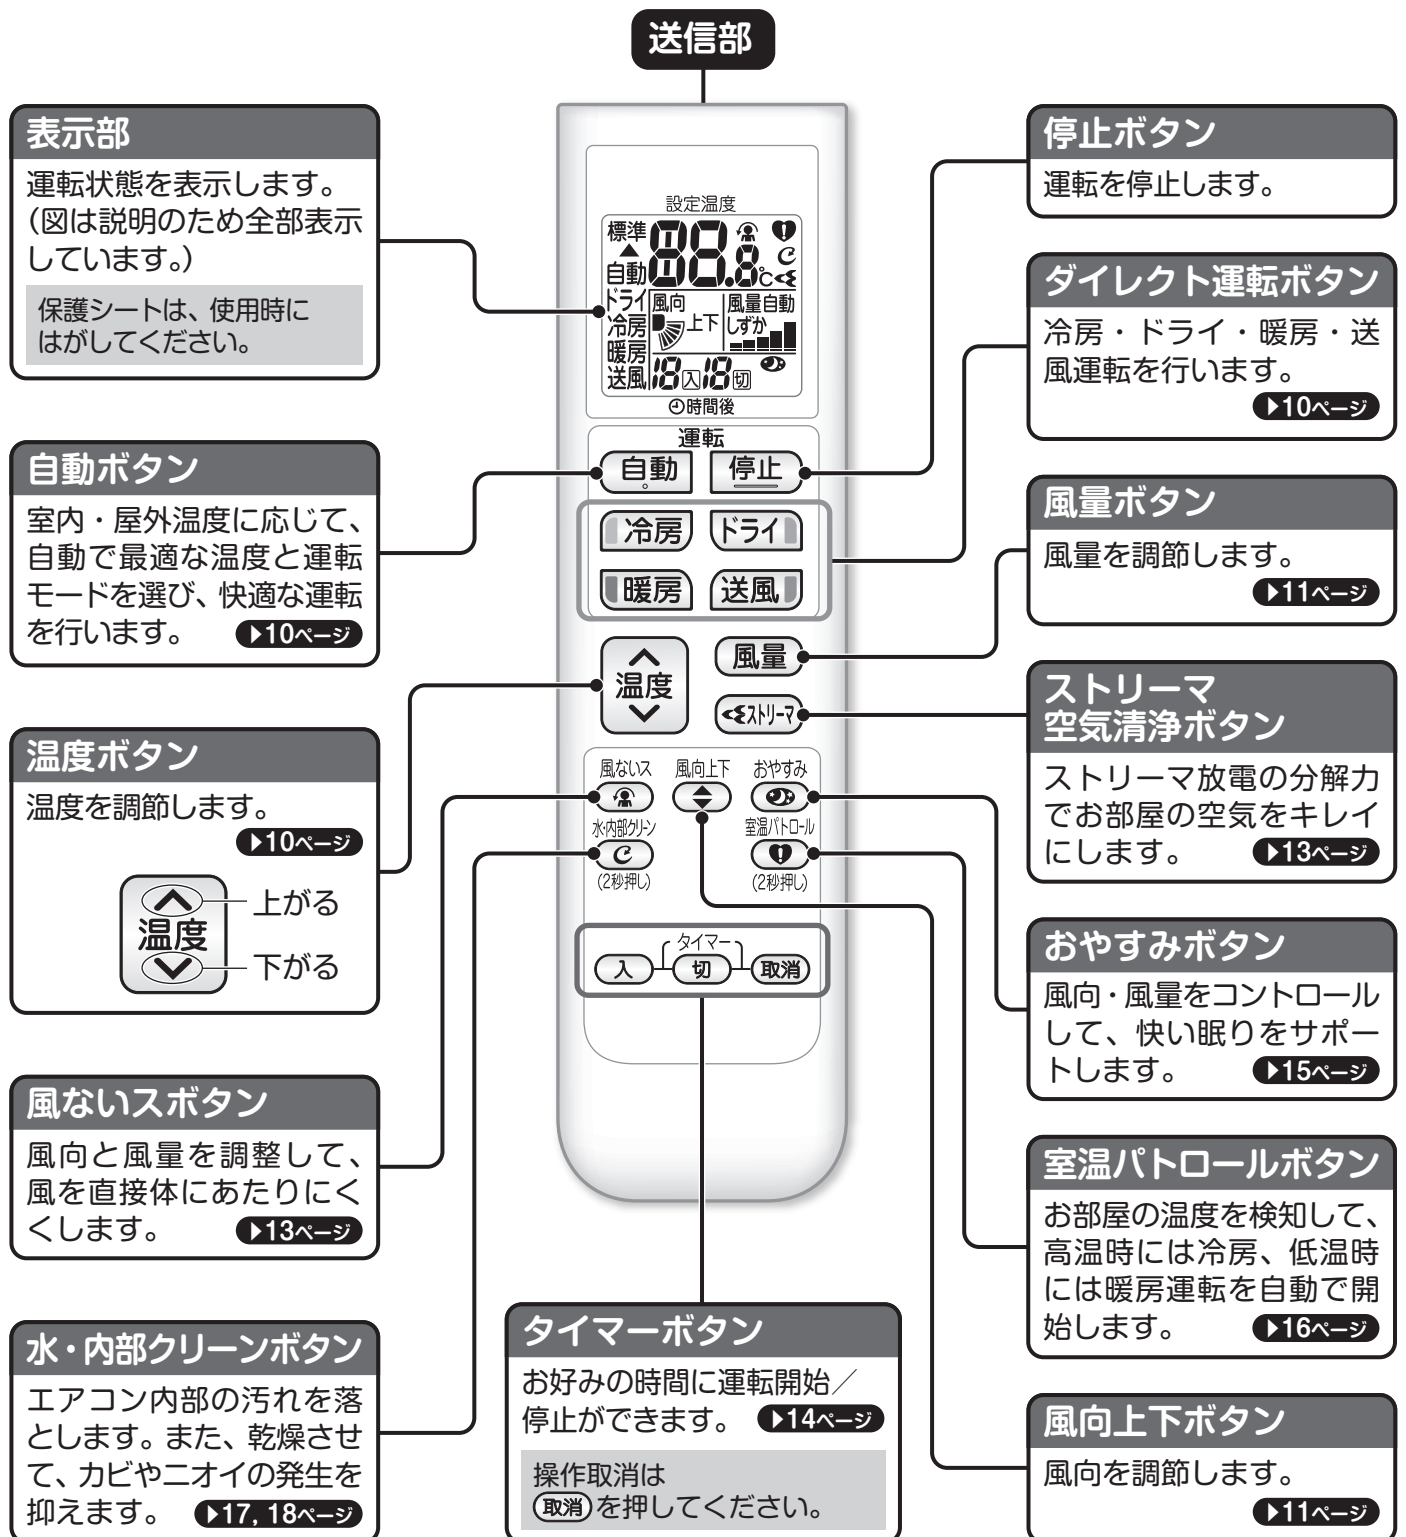 送信部
表示部
運転状態を表示します。
(図は説明のため全部表示
しています。)
保護シートは、使用時に
はがしてください。
自動ボタン
室内・屋外温度に応じて、
自動で最適な温度と運転
モードを選び、快適な運転
を行います。 ▶10ページ
温度ボタン
温度を調節します。
▶10ページ
上がる
温度
下がる
風ないスボタン
風向と風量を調整して、
風を直接体にあたりにく
くします。 ▶13ページ
水・内部クリーンボタン
エアコン内部の汚れを落
とします。また、乾燥させ
て、カビやニオイの発生を
抑えます。 ▶17, 18ページ
設定温度
標準 88.8℃
▲
自動
ドライ 風向 風量自動
冷房 上下 しずか
暖房
送風 18入 18切
時間後
運転
自動 停止
冷房 ドライ
暖房 送風
温度 風量
ストリーマ
風ないス 風向上下 おやすみ
水内部クリーン 室温パトロール
(2秒押し) (2秒押し)
タイマー
入 切 取消
タイマーボタン
お好みの時間に運転開始/
停止ができます。 ▶14ページ
操作取消は
取消を押してください。
停止ボタン
運転を停止します。
ダイレクト運転ボタン
冷房・ドライ・暖房・送
風運転を行います。
▶10ページ
風量ボタン
風量を調節します。
▶11ページ
ストリーマ
空気清浄ボタン
ストリーマ放電の分解力
でお部屋の空気をキレイ
にします。 ▶13ページ
おやすみボタン
風向・風量をコントロール
して、快い眠りをサポー
トします。 ▶15ページ
室温パトロールボタン
お部屋の温度を検知して、
高温時には冷房、低温時
には暖房運転を自動で開
始します。 ▶16ページ
風向上下ボタン
風向を調節します。
▶11ページ